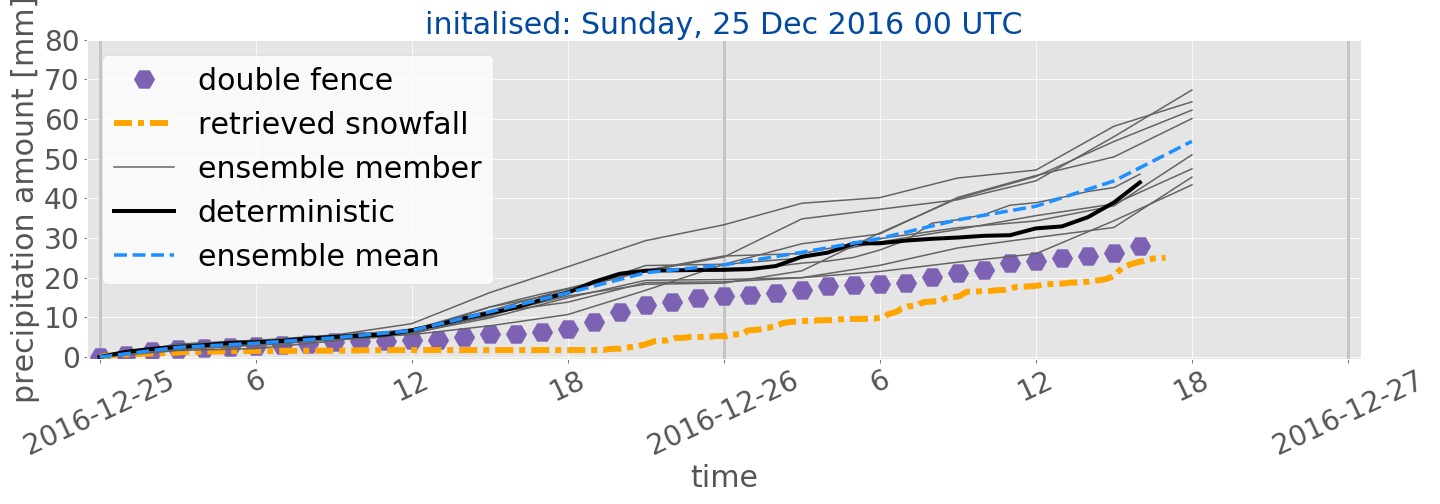 initalised: Sunday, 25 Dec 2016 00 UTC
precipitation amount [mm]
80
70
60
50
40
30
20
10
0
double fence
retrieved snowfall
ensemble member
deterministic
ensemble mean
2016-12-25
6
12
18
2016-12-26
6
12
18
2016-12-27
time